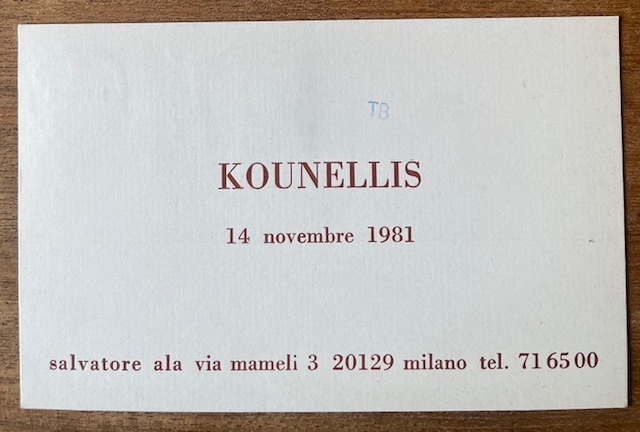 TB
KOUNELLIS
14 novembre 1981
salvatore ala via mameli 3 20129 milano tel. 716500